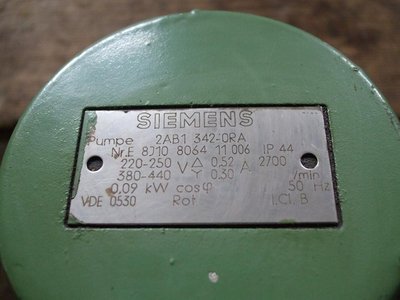 SIEMENS
Pumpe 2AB1 342-0RA
Nr.E 8J10 8064 11 006 IP 44
220-250 V △ 0,52 A 2700 /min
380-440 Y 0.30 50 Hz
0,09 kW cosφ
VDE 0530 Rot I.Cl. B